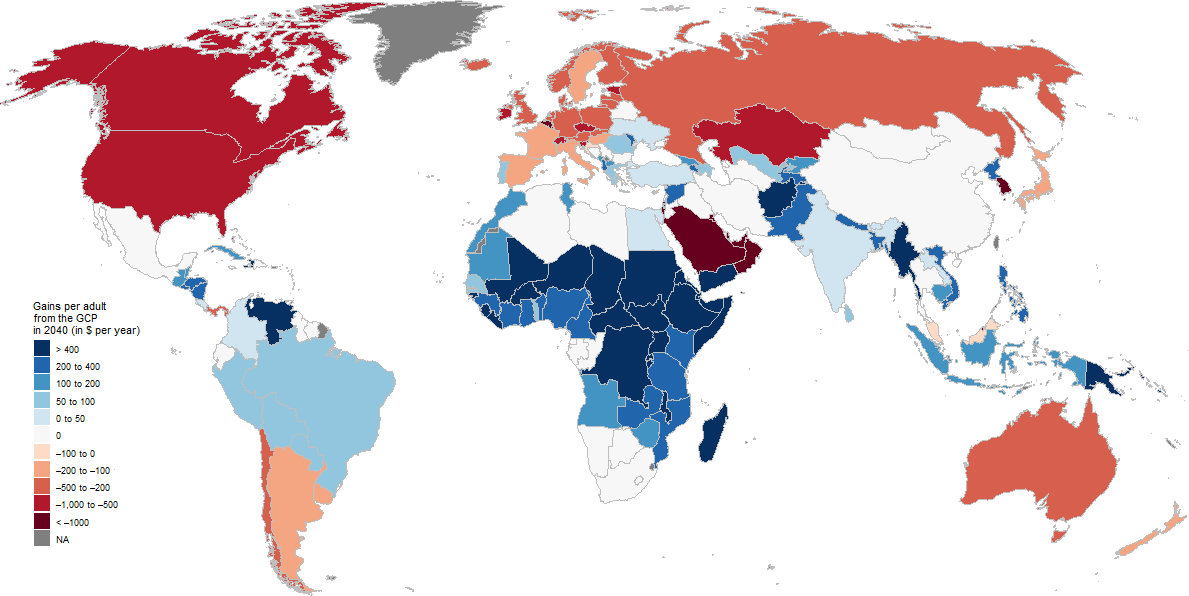 Gains per adult
from the GCP
in 2040 (in $ per year)
> 400
200 to 400
100 to 200
50 to 100
0 to 50
0
–100 to 0
–200 to –100
–500 to –200
–1,000 to –500
< –1000
NA